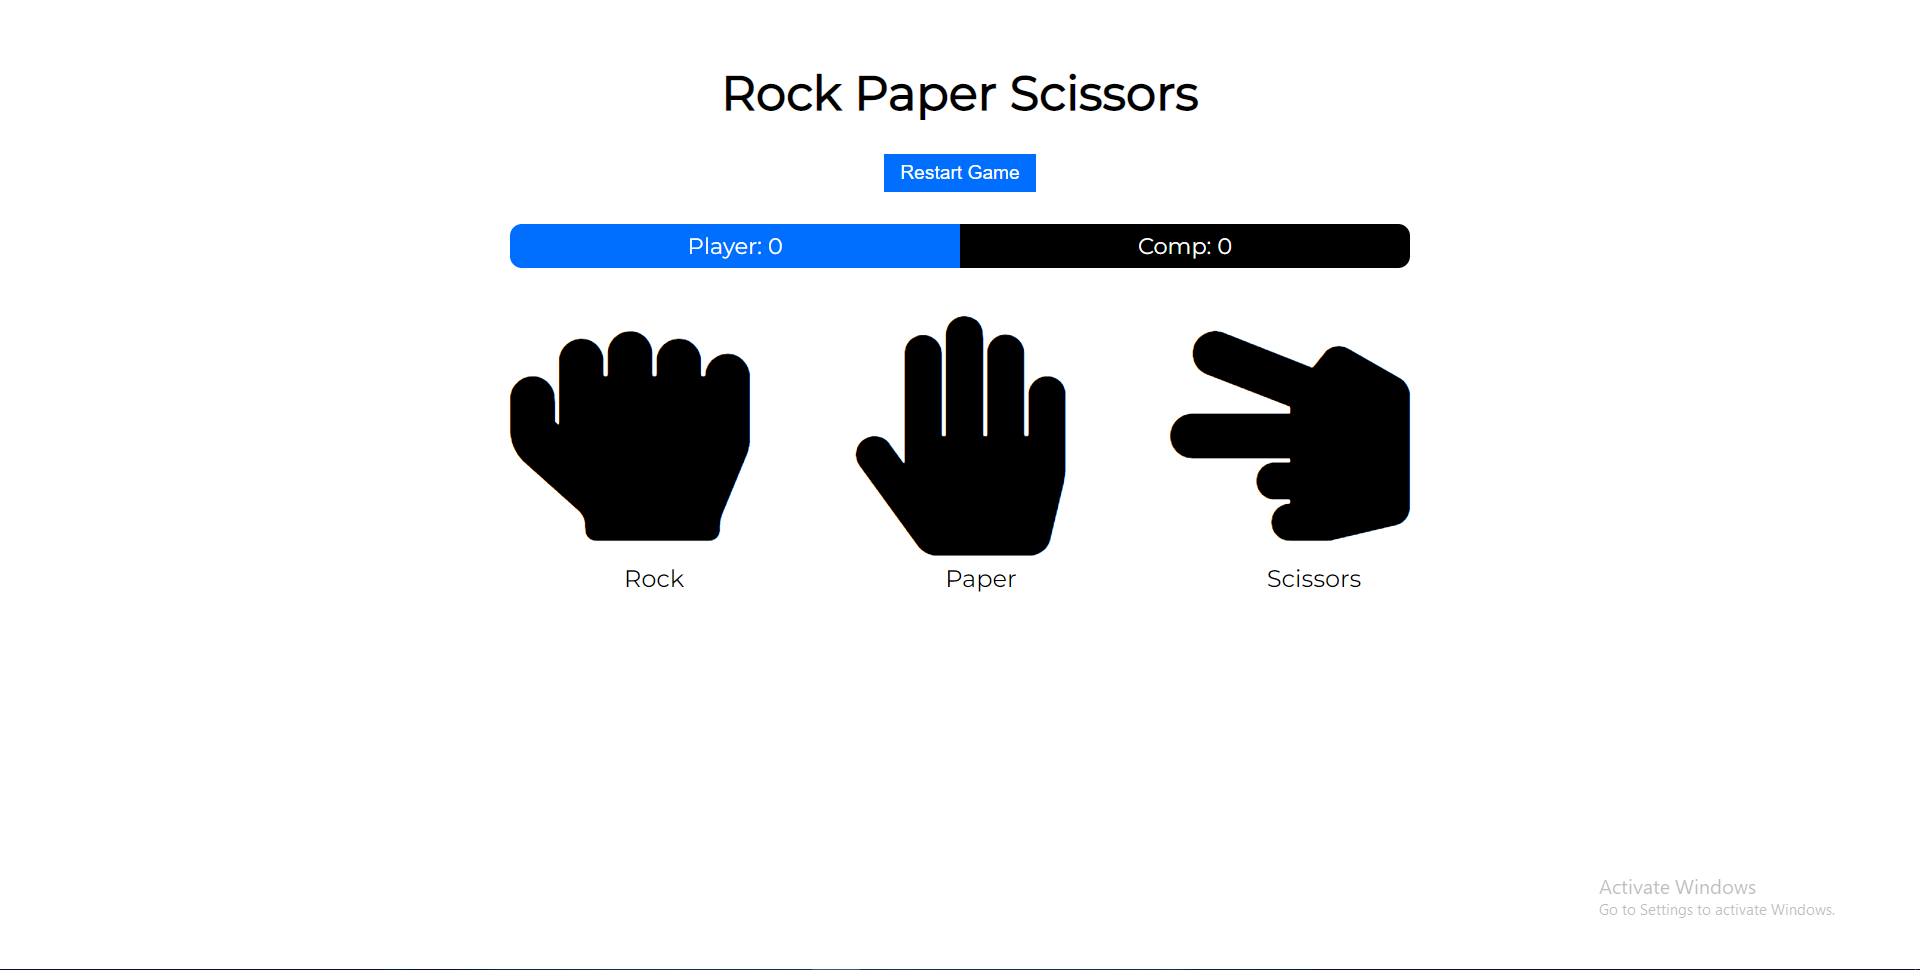 Rock Paper Scissors
Restart Game
Player: 0
Comp: 0
Rock
Paper
Scissors
Activate Windows
Go to Settings to activate Windows.